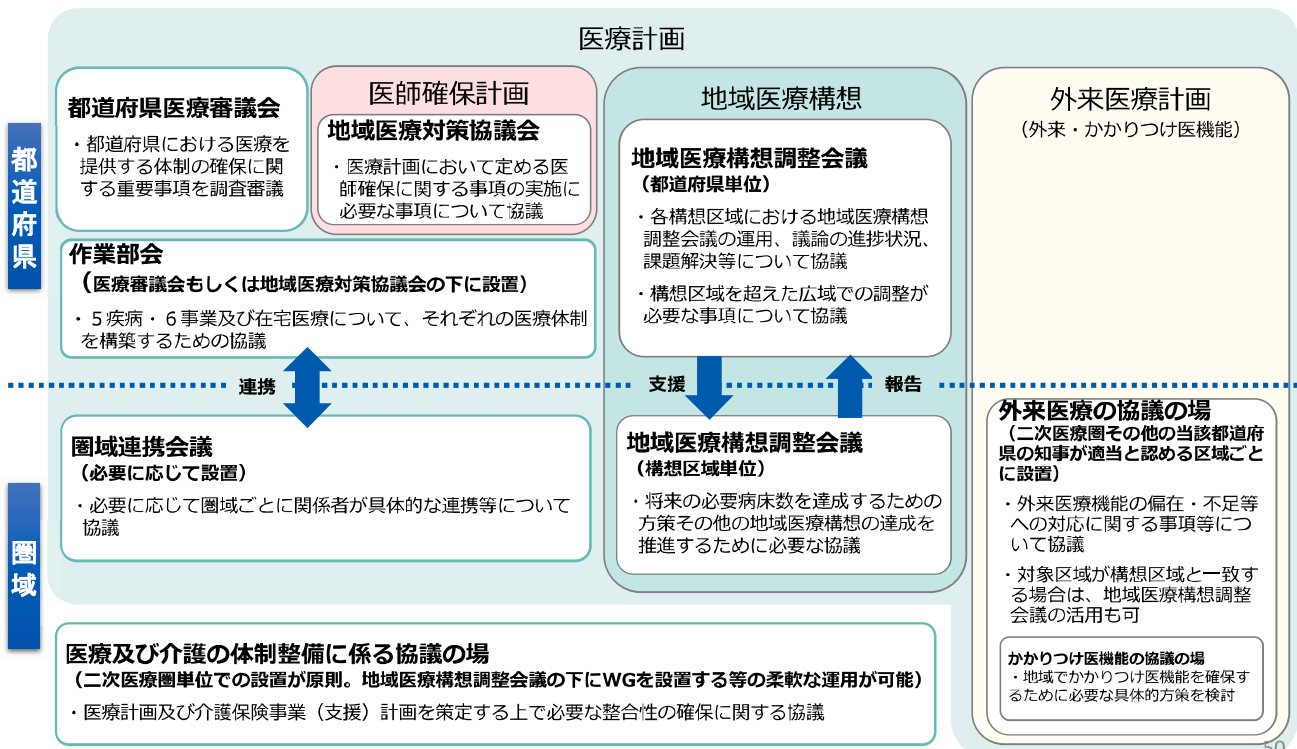 医療計画
都道府県
都道府県医療審議会
・都道府県における医療を
提供する体制の確保に関
する重要事項を調査審議
医師確保計画
地域医療対策協議会
・医療計画において定める医
師確保に関する事項の実施に
必要な事項について協議
作業部会
（医療審議会もしくは地域医療対策協議会の下に設置）
・５疾病・６事業及び在宅医療について、それぞれの医療体制
を構築するための協議
地域医療構想
地域医療構想調整会議
（都道府県単位）
・各構想区域における地域医療構想
調整会議の運用、議論の進捗状況、
課題解決等について協議
・構想区域を超えた広域での調整が
必要な事項について協議
外来医療計画
（外来・かかりつけ医機能）
連携
支援
報告
圏域
圏域連携会議
（必要に応じて設置）
・必要に応じて圏域ごとに関係者が具体的な連携等について
協議
地域医療構想調整会議
（構想区域単位）
・将来の必要病床数を達成するための
方策その他の地域医療構想の達成を
推進するために必要な協議
外来医療の協議の場
（二次医療圏その他の当該都道府
県の知事が適当と認める区域ごと
に設置）
・外来医療機能の偏在・不足等
への対応に関する事項等につ
いて協議
・対象区域が構想区域と一致す
る場合は、地域医療構想調整
会議の活用も可
かかりつけ医機能の協議の場
・地域でかかりつけ医機能を確保す
るために必要な具体的方策を検討
医療及び介護の体制整備に係る協議の場
（二次医療圏単位での設置が原則。地域医療構想調整会議の下にWGを設置する等の柔軟な運用が可能）
・医療計画及び介護保険事業（支援）計画を策定する上で必要な整合性の確保に関する協議
50